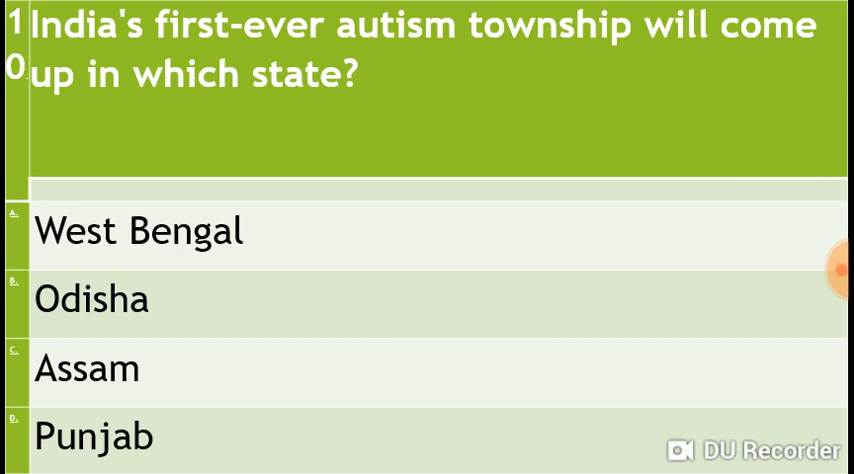 10
India's first-ever autism township will come
up in which state?
A.
West Bengal
B.
Odisha
C.
Assam
D.
Punjab
DU Recorder